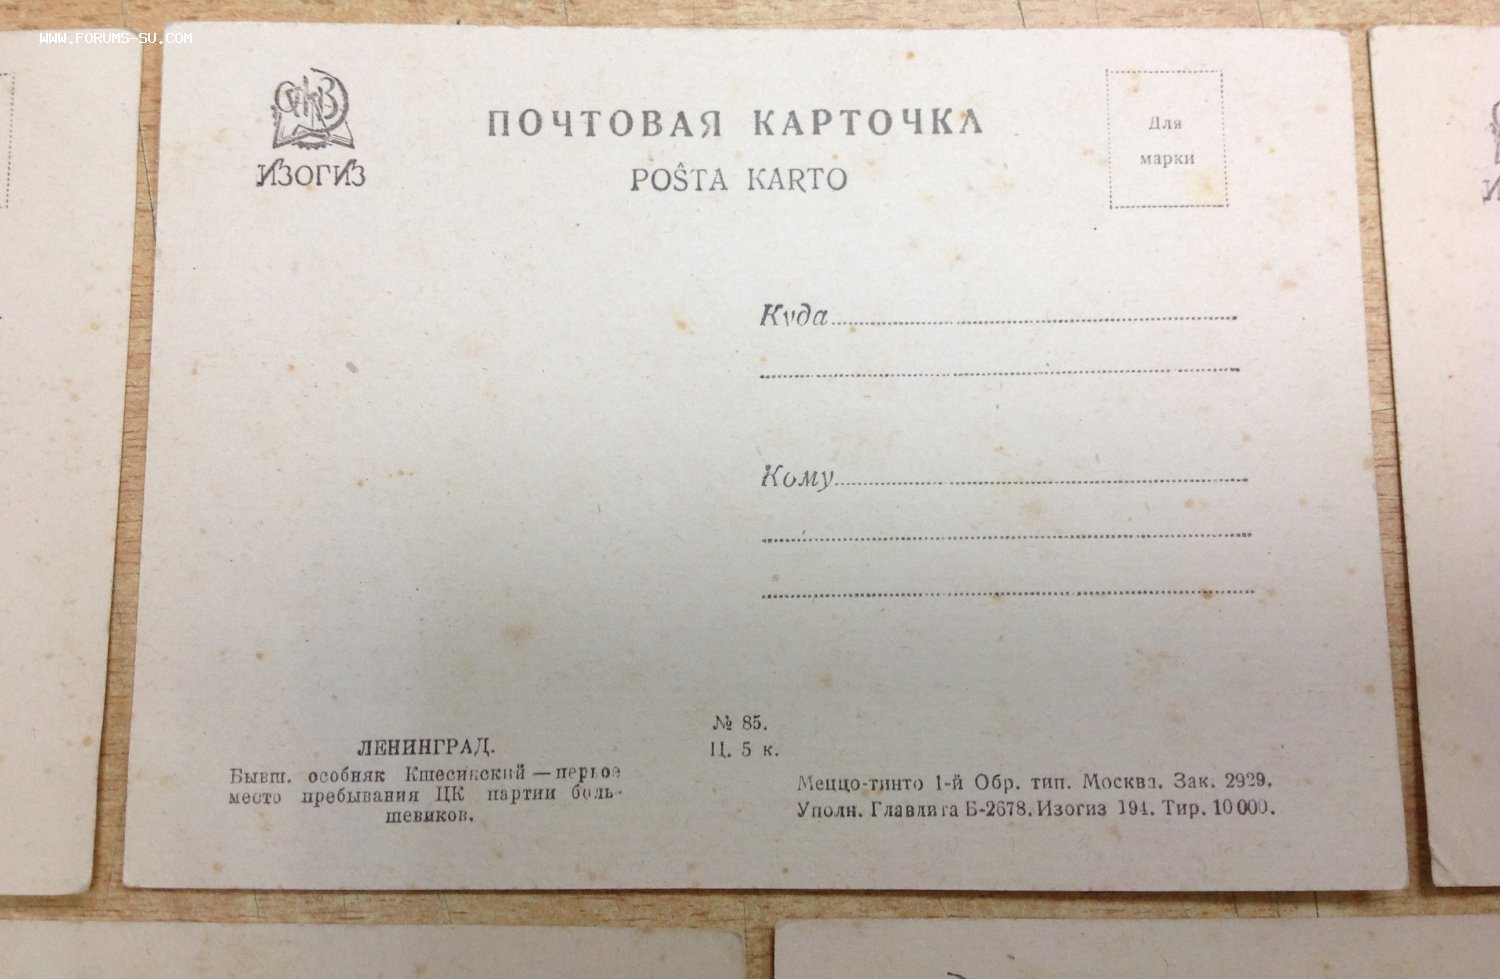 www.forums-su.com
ИЗОГИЗ
ПОЧТОВАЯ КАРТОЧКА
POŜTA KARTO
Для
марки
Куда
Кому
ЛЕНИНГРАД.
Бывш. особняк Кшесинский — первое
место пребывания ЦК партии боль-
шевиков.
№ 85.
Ц. 5 к.
Меццо-тинто 1-й Обр. тип. Москва. Зак. 2929.
Уполн. Главлита Б-2678. Изогиз 194. Тир. 10 000.